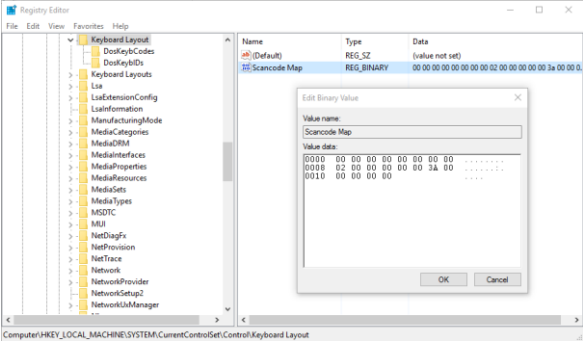 Registry Editor
File Edit View Favorites Help
Keyboard Layout
DosKeybCodes
DosKeybIDs
Keyboard Layouts
Lsa
LsaExtensionConfig
LsaInformation
ManufacturingMode
MediaCategories
MediaDRM
MediaInterfaces
MediaProperties
MediaResources
MediaSets
MediaTypes
MSDTC
MUI
NetDiagFx
NetProvision
NetTrace
Network
NetworkProvider
NetworkSetup2
NetworkUxManager
Name Type Data
(Default) REG_SZ (value not set)
Scancode Map REG_BINARY 00 00 00 00 00 00 00 00 02 00 00 00 00 00 3a 00 00 0...
Edit Binary Value
Value name:
Scancode Map
Value data:
0000 00 00 00 00 00 00 00 00 ........
0008 02 00 00 00 00 00 3A 00 ......:.
0010 00 00 00 00 ....
OK Cancel
Computer\HKEY_LOCAL_MACHINE\SYSTEM\CurrentControlSet\Control\Keyboard Layout